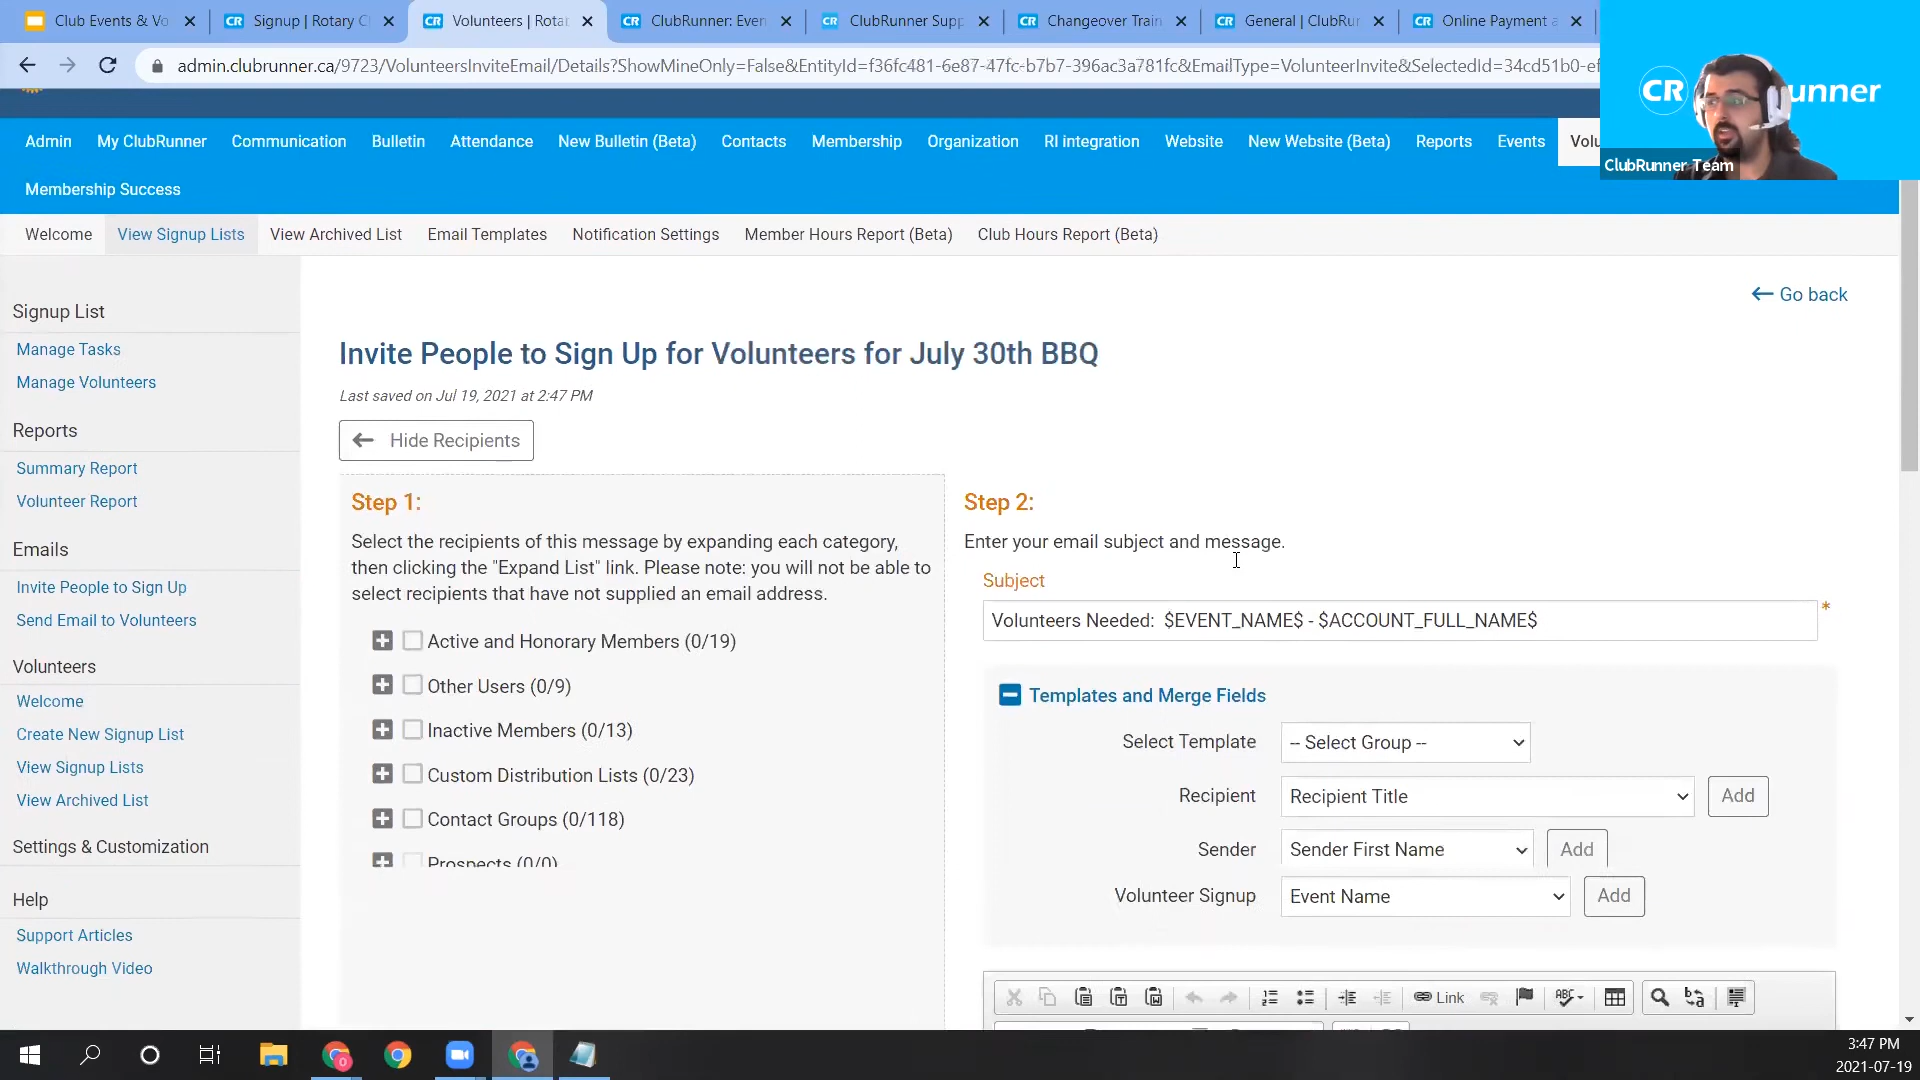 Club Events & Vo
Signup | Rotary C
Volunteers | Rota
ClubRunner: Even
ClubRunner Supp
Changeover Train
General | ClubRu
Online Payment a
admin.clubrunner.ca/9723/VolunteersInviteEmail/Details?ShowMineOnly=False&EntityId=f36fc481-6e87-47fc-b7b7-396ac3a781fc&EmailType=VolunteerInvite&SelectedId=34cd51b0-ef
CR unner
ClubRunner Team
Admin My ClubRunner Communication Bulletin Attendance New Bulletin (Beta) Contacts Membership Organization RI integration Website New Website (Beta) Reports Events Volu
Membership Success
Welcome View Signup Lists View Archived List Email Templates Notification Settings Member Hours Report (Beta) Club Hours Report (Beta)
Go back
Signup List
Manage Tasks
Manage Volunteers
Reports
Summary Report
Volunteer Report
Emails
Invite People to Sign Up
Send Email to Volunteers
Volunteers
Welcome
Create New Signup List
View Signup Lists
View Archived List
Settings & Customization
Help
Support Articles
Walkthrough Video
Invite People to Sign Up for Volunteers for July 30th BBQ
Last saved on Jul 19, 2021 at 2:47 PM
Hide Recipients
Step 1:
Select the recipients of this message by expanding each category,
then clicking the "Expand List" link. Please note: you will not be able to
select recipients that have not supplied an email address.
Active and Honorary Members (0/19)
Other Users (0/9)
Inactive Members (0/13)
Custom Distribution Lists (0/23)
Contact Groups (0/118)
Prospects (0/0)
Step 2:
Enter your email subject and message.
Subject
Volunteers Needed: $EVENT_NAME$ - $ACCOUNT_FULL_NAME$ *
Templates and Merge Fields
Select Template -- Select Group --
Recipient Recipient Title Add
Sender Sender First Name Add
Volunteer Signup Event Name Add
Link
ABC
3:47 PM
2021-07-19